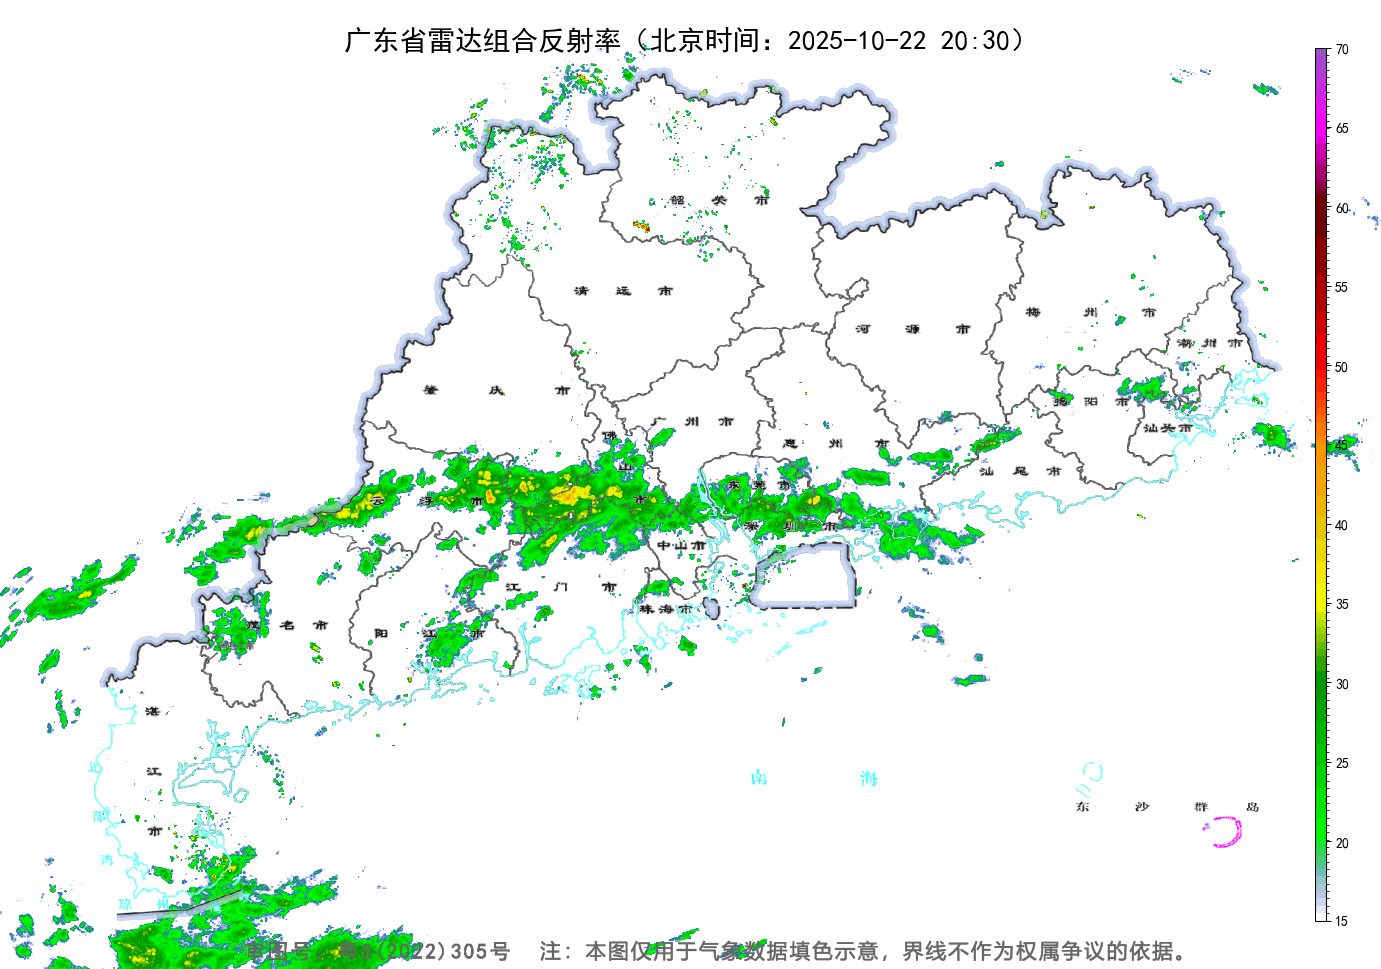 广东省雷达组合反射率（北京时间：2025-10-22 20:30）
70
65
60
55
50
45
40
35
30
25
20
15
韶关市
清远市
河源市
梅州市
潮州市
肇庆市
广州市
惠州市
揭阳市
汕头市
汕尾市
佛山市
云浮市
东莞市
深圳市
中山市
江门市
珠海市
茂名市
阳江市
湛江市
北部湾
琼州
南海
东沙群岛
审图号：粤S(2022)305号 注：本图仅用于气象数据填色示意，界线不作为权属争议的依据。